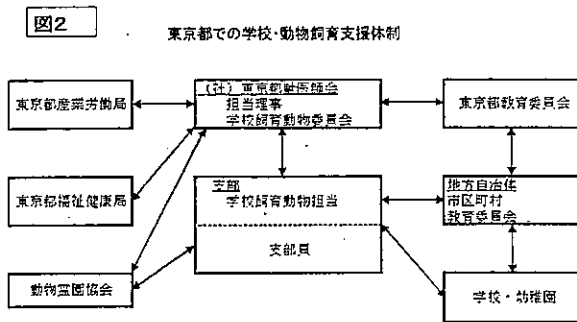 図2
東京都での学校・動物飼育支援体制
東京都産業労働局
(社)東京都獣医師会
担当理事
学校飼育動物委員会
東京都教育委員会
東京都福祉健康局
支部
学校飼育動物担当
支部員
地方自治体
市区町村
教育委員会
動物霊園協会
学校・幼稚園